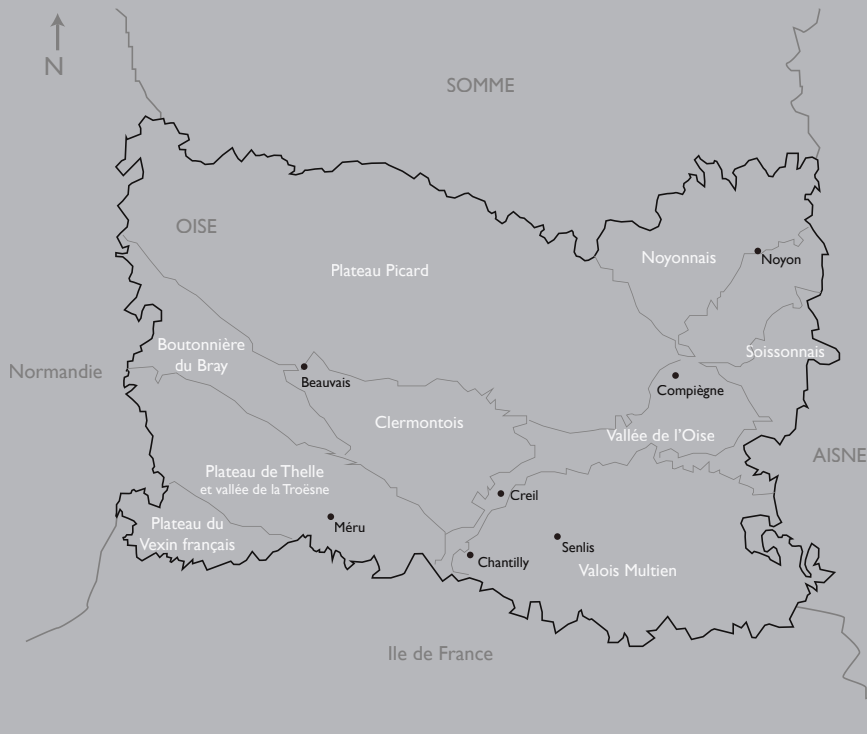 N
SOMME
OISE
Noyonnais
Noyon
Plateau Picard
Boutonnière
du Bray
Soissonnais
Normandie
Beauvais
Compiègne
Clermontois
Vallée de l'Oise
AISNE
Plateau de Thelle
et vallée de la Troësne
Creil
Plateau du
Vexin français
Méru
Senlis
Chantilly
Valois Multien
Ile de France